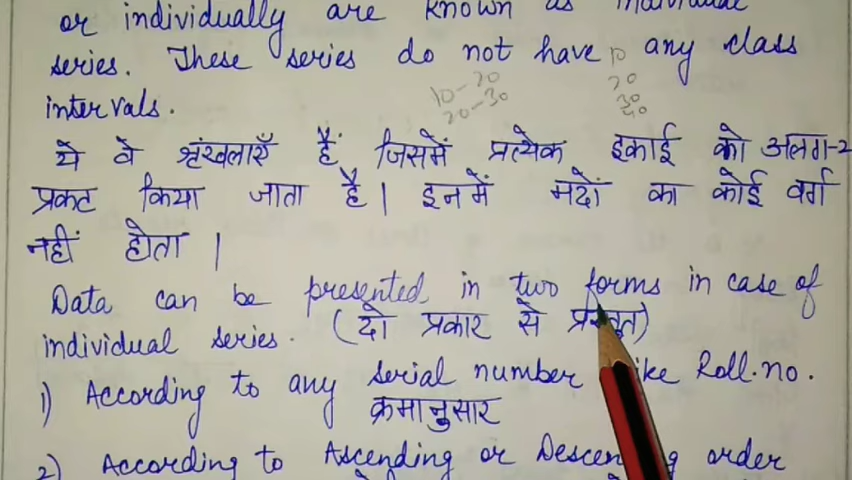 or individually are known as individual
series. These series do not have any class
intervals.
10-20
20-30
10
20
30
40
ये वे शृंखलाएँ हैं जिसमें प्रत्येक इकाई को अलग-2
प्रकट किया जाता है। इनमें मदों का कोई वर्ग
नहीं होता।
Data can be presented in two forms in case of
individual series. (दो प्रकार से प्रस्तुत)
1) According to any serial number like Roll.no.
क्रमानुसार
2) According to Ascending or Descending order